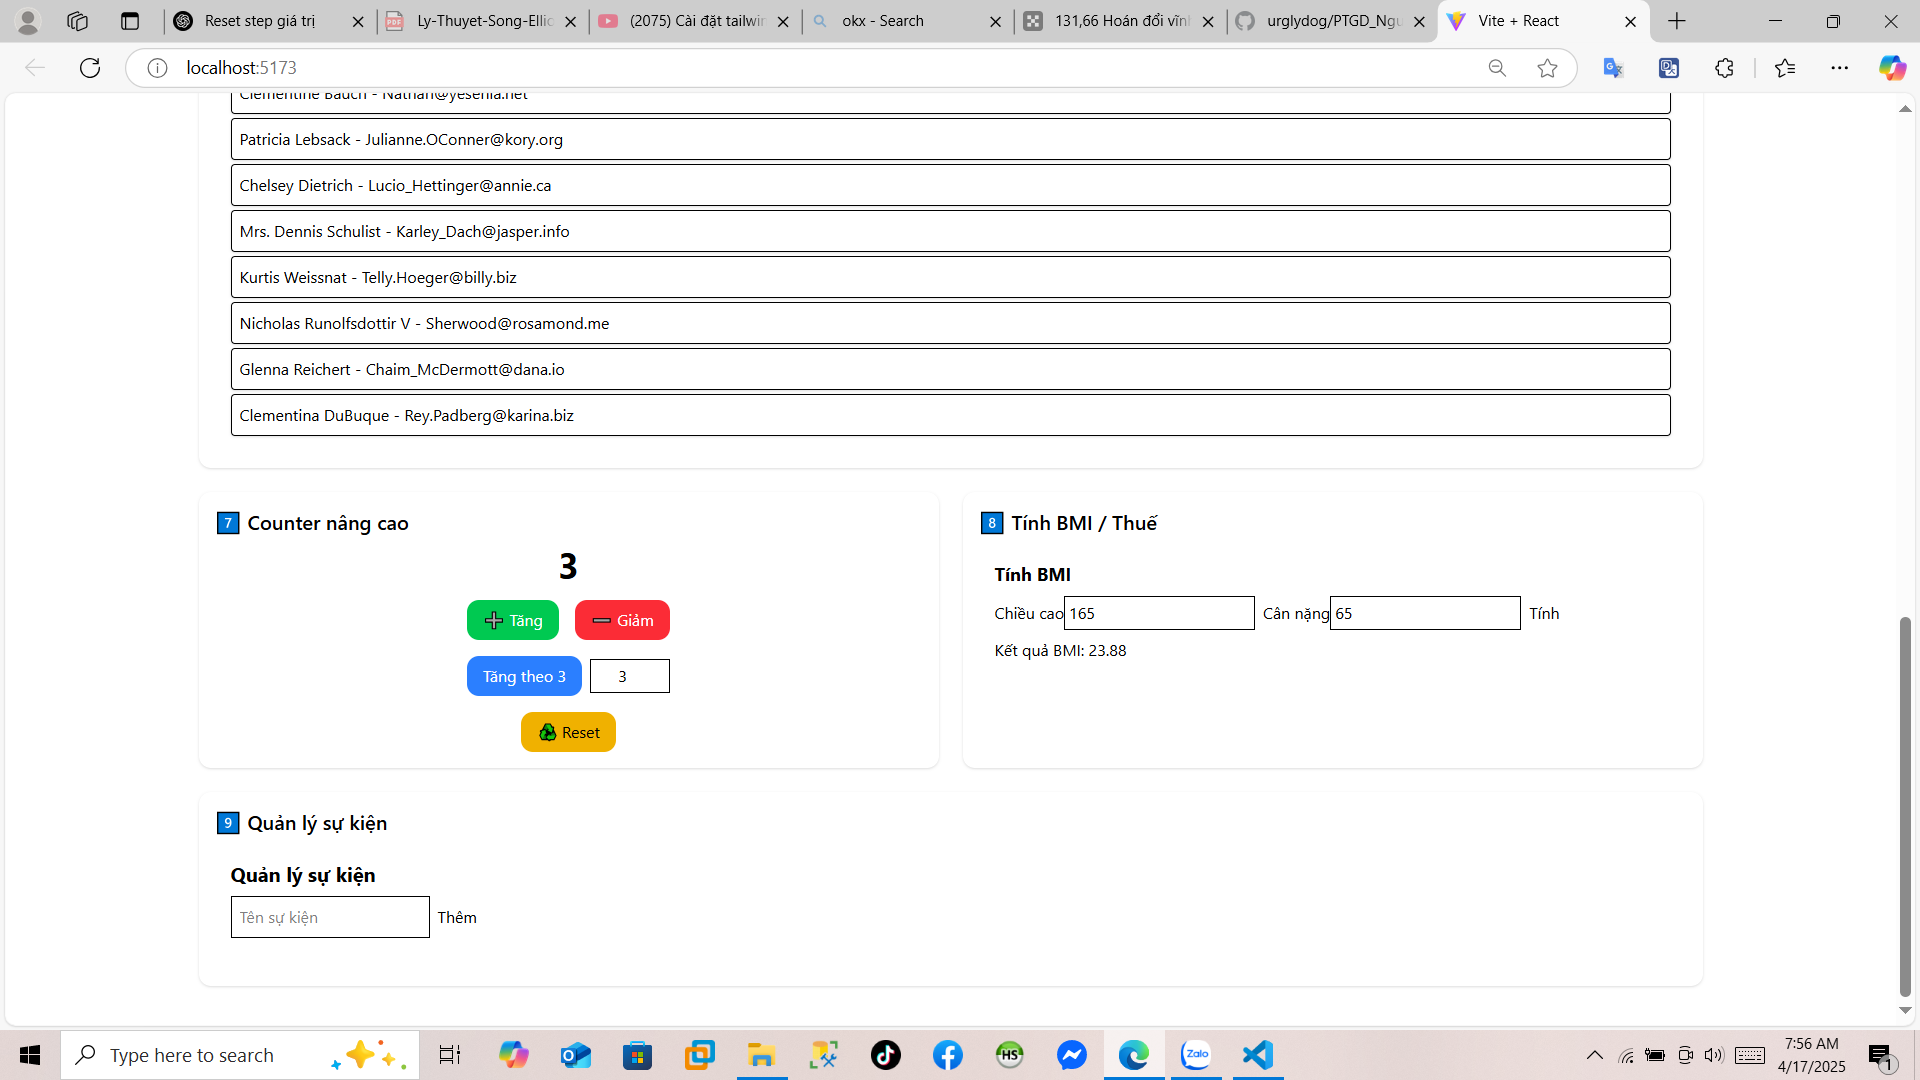 Reset step giá trị
Ly-Thuyet-Song-Ellic
(2075) Cài đặt tailwin
okx - Search
131,66 Hoán đổi vĩnh
urglydog/PTGD_Ngu
Vite + React
localhost:5173
Clementine Bauch - Nathan@yesenia.net
Patricia Lebsack - Julianne.OConner@kory.org
Chelsey Dietrich - Lucio_Hettinger@annie.ca
Mrs. Dennis Schulist - Karley_Dach@jasper.info
Kurtis Weissnat - Telly.Hoeger@billy.biz
Nicholas Runolfsdottir V - Sherwood@rosamond.me
Glenna Reichert - Chaim_McDermott@dana.io
Clementina DuBuque - Rey.Padberg@karina.biz
7 Counter nâng cao
3
Tăng
Giảm
Tăng theo 3
3
Reset
8 Tính BMI / Thuế
Tính BMI
Chiều cao 165 Cân nặng 65 Tính
Kết quả BMI: 23.88
9 Quản lý sự kiện
Quản lý sự kiện
Tên sự kiện Thêm
Type here to search
HS
Zalo
7:56 AM
4/17/2025
1